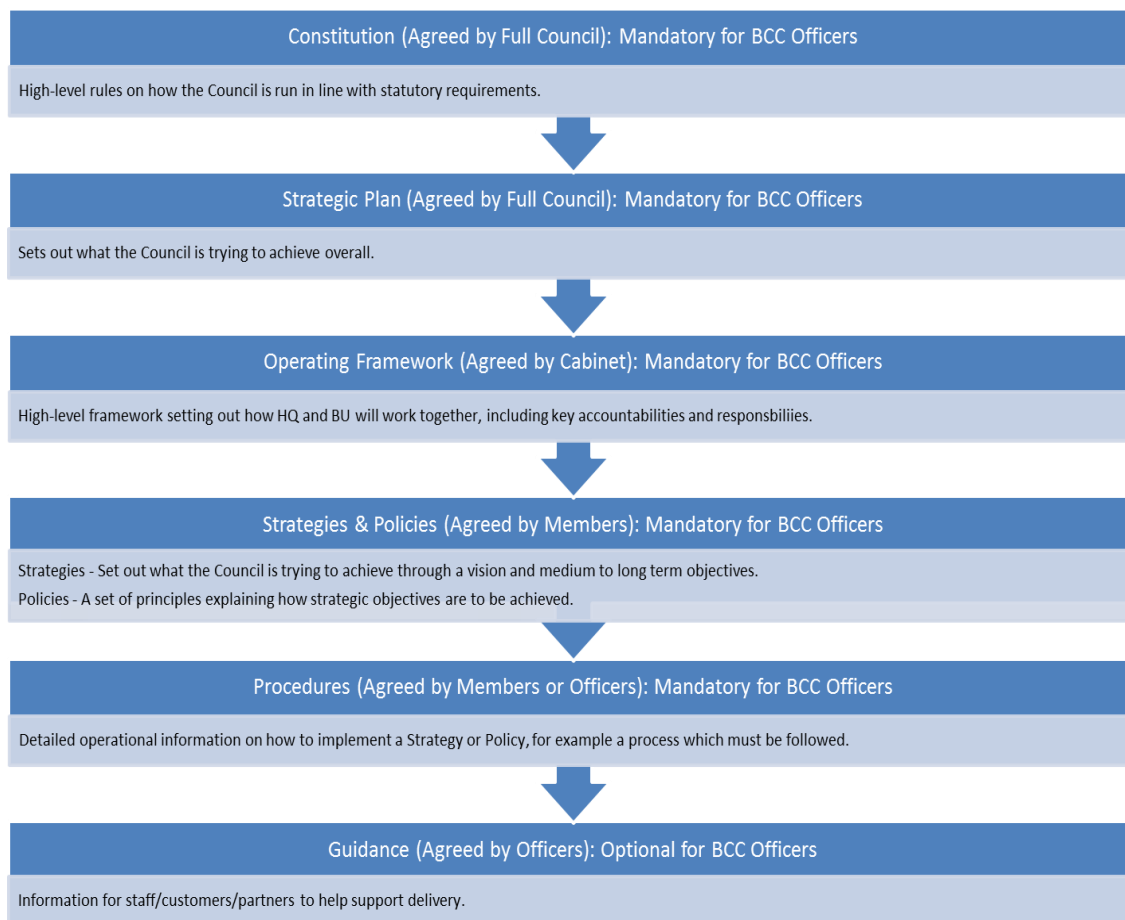 Constitution (Agreed by Full Council): Mandatory for BCC Officers
High-level rules on how the Council is run in line with statutory requirements.
Strategic Plan (Agreed by Full Council): Mandatory for BCC Officers
Sets out what the Council is trying to achieve overall.
Operating Framework (Agreed by Cabinet): Mandatory for BCC Officers
High-level framework setting out how HQ and BU will work together, including key accountabilities and responsbiliies.
Strategies & Policies (Agreed by Members): Mandatory for BCC Officers
Strategies - Set out what the Council is trying to achieve through a vision and medium to long term objectives.
Policies - A set of principles explaining how strategic objectives are to be achieved.
Procedures (Agreed by Members or Officers): Mandatory for BCC Officers
Detailed operational information on how to implement a Strategy or Policy, for example a process which must be followed.
Guidance (Agreed by Officers): Optional for BCC Officers
Information for staff/customers/partners to help support delivery.